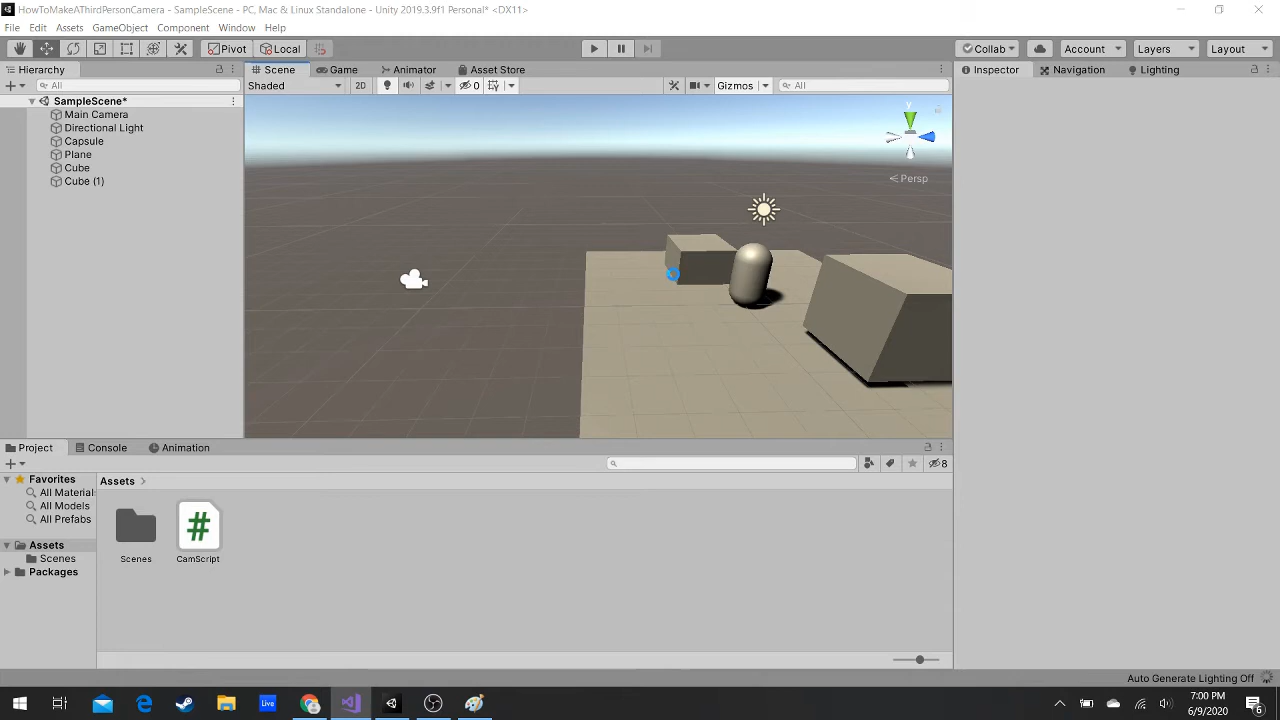 HowToMakeAThirdPersonCamera - SampleScene - PC, Mac & Linux Standalone - Unity 2019.3.9f1 Personal* <DX11>
File Edit Assets GameObject Component Window Help
Pivot Local Collab Account Layers Layout
Hierarchy Scene Game Animator Asset Store Inspector Navigation Lighting
All Shaded 2D 0 Gizmos All
SampleScene*
Main Camera
Directional Light
Capsule
Plane
Cube
Cube (1)
y
Persp
Project Console Animation
8
Favorites
All Material
All Models
All Prefabs
Assets
Scenes
Packages
Assets
#
Scenes CamScript
Auto Generate Lighting Off
Live
7:00 PM
6/9/2020
6